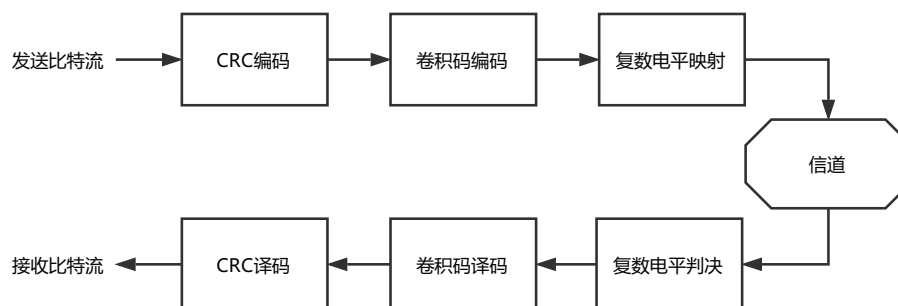 发送比特流
CRC编码
卷积码编码
复数电平映射
信道
接收比特流
CRC译码
卷积码译码
复数电平判决